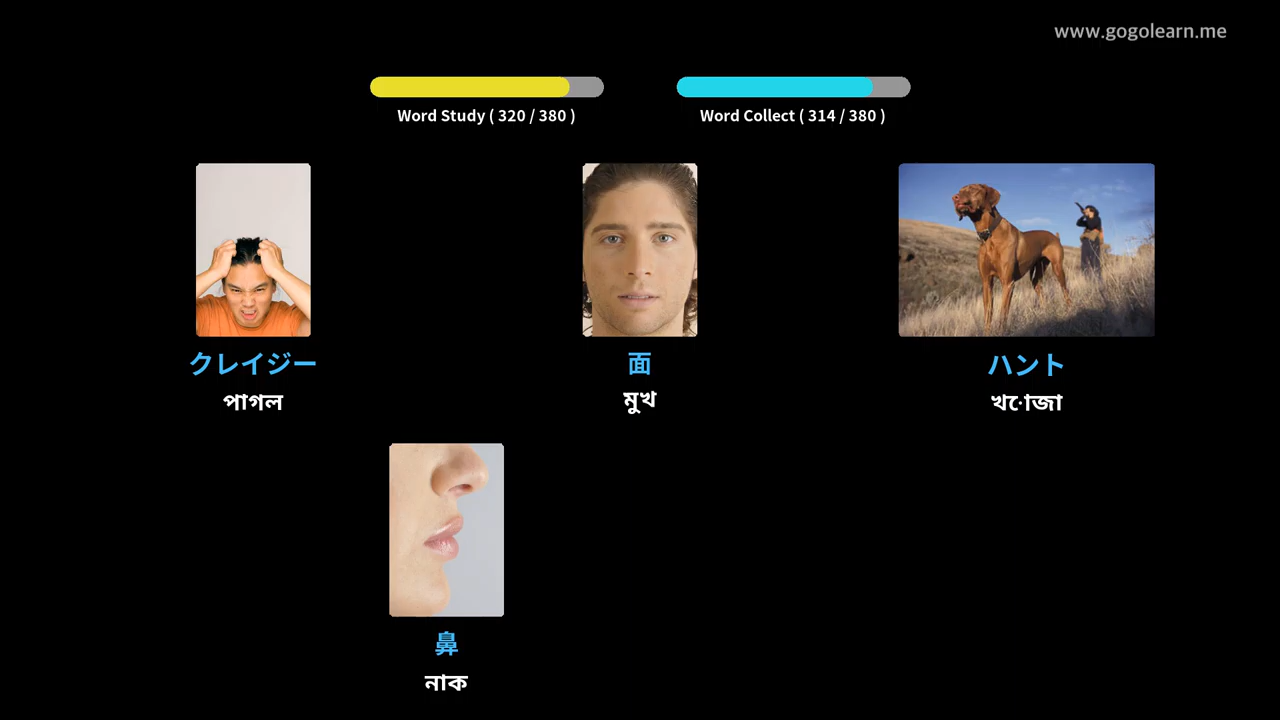 www.gogolearn.me
Word Study ( 320 / 380 )
Word Collect ( 314 / 380 )
クレイジー
পাগল
面
মুখ
ハント
খোঁজা
鼻
নাক